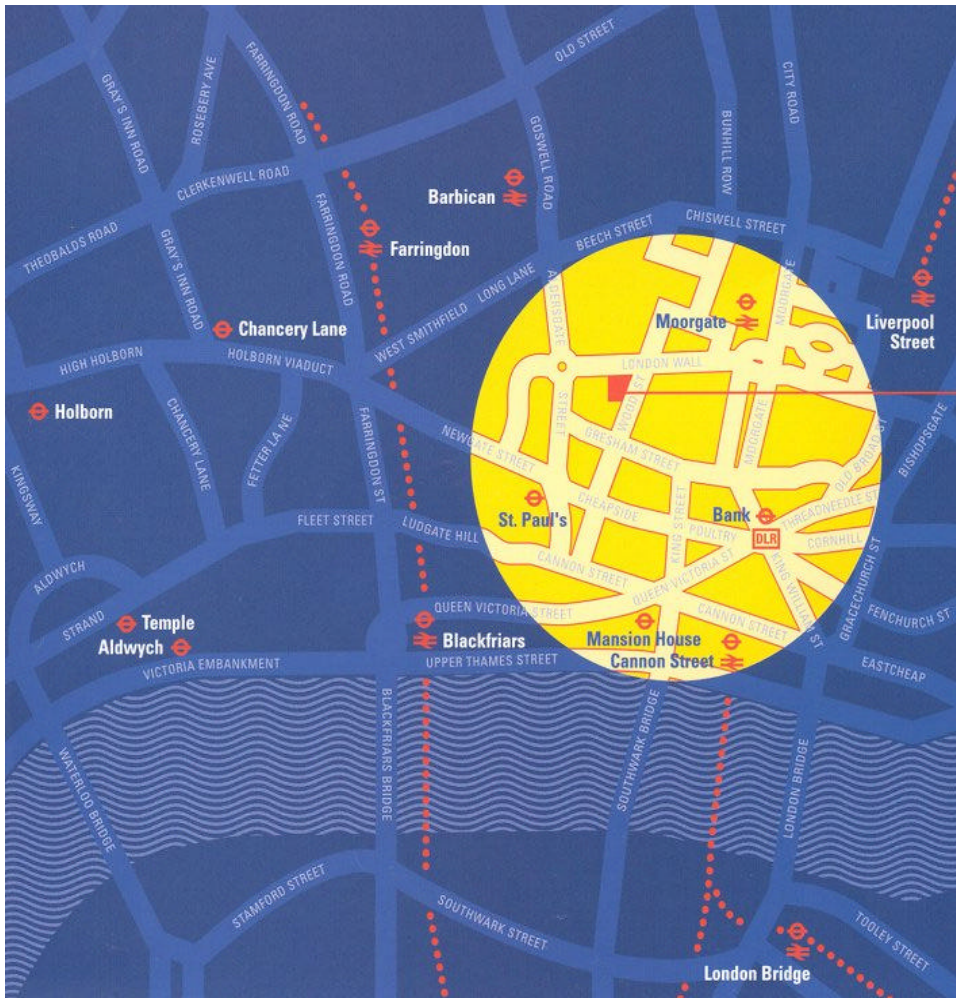 OLD STREET
FARRINGDON ROAD
ROSEBERY AVE
GRAY'S INN ROAD
CITY ROAD
BUNHILL ROW
GOSWELL ROAD
CLERKENWELL ROAD
Barbican
THEOBALDS ROAD
GRAY'S INN ROAD
FARRINGDON ROAD
Farringdon
BEECH STREET
CHISWELL STREET
LONG LANE
WEST SMITHFIELD
ALDERSGATE
STREET
MOORGATE
Moorgate
Liverpool
Street
Chancery Lane
HIGH HOLBORN
HOLBORN VIADUCT
LONDON WALL
WOOD ST
Holborn
CHANCERY LANE
FETTER LA NE
FARRINGDON ST
NEWGATE STREET
GRESHAM STREET
MOORGATE
OLD BROAD ST
BISHOPSGATE
KINGSWAY
St. Paul's
CHEAPSIDE
KING STREET
POULTRY
Bank
DLR
THREADNEEDLE ST
CORNHILL
FLEET STREET
LUDGATE HILL
CANNON STREET
QUEEN VICTORIA ST
KING WILLIAM ST
GRACECHURCH ST
FENCHURCH ST
ALDWYCH
STRAND
Temple
Aldwych
QUEEN VICTORIA STREET
Blackfriars
Mansion House
CANNON STREET
Cannon Street
VICTORIA EMBANKMENT
UPPER THAMES STREET
EASTCHEAP
WATERLOO BRIDGE
BLACKFRIARS BRIDGE
SOUTHWARK BRIDGE
LONDON BRIDGE
STAMFORD STREET
SOUTHWARK STREET
TOOLEY STREET
London Bridge